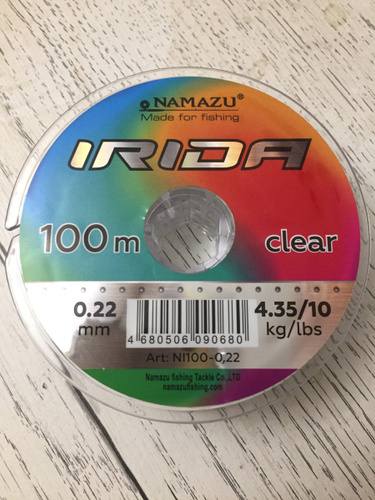 NAMAZU®
Made for fishing
IRIDA
100 m
clear
0.22
mm
4.35/10
kg/lbs
4 680506 090680
Art: NI100-0,22
Namazu fishing Tackle Co.,LTD
namazufishing.com